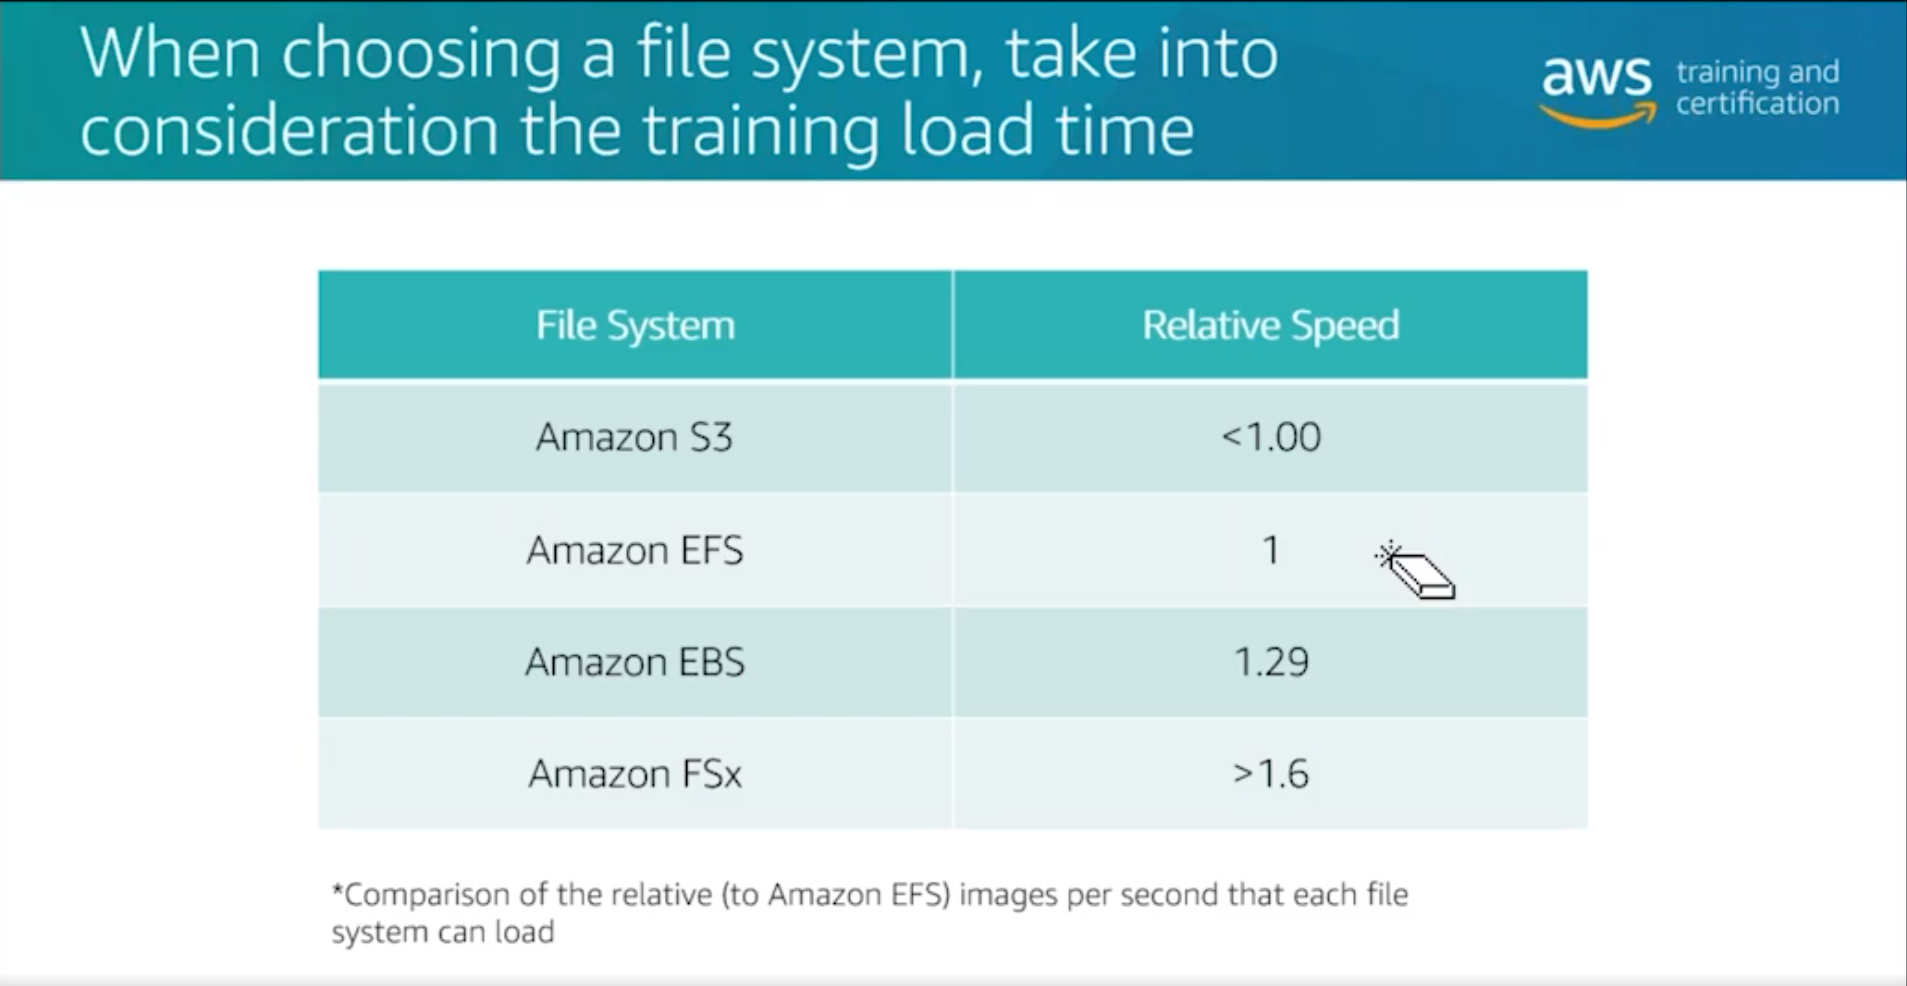 When choosing a file system, take into
consideration the training load time
aws
training and
certification
File System
Relative Speed
Amazon S3
<1.00
Amazon EFS
1
Amazon EBS
1.29
Amazon FSx
>1.6
*Comparison of the relative (to Amazon EFS) images per second that each file
system can load